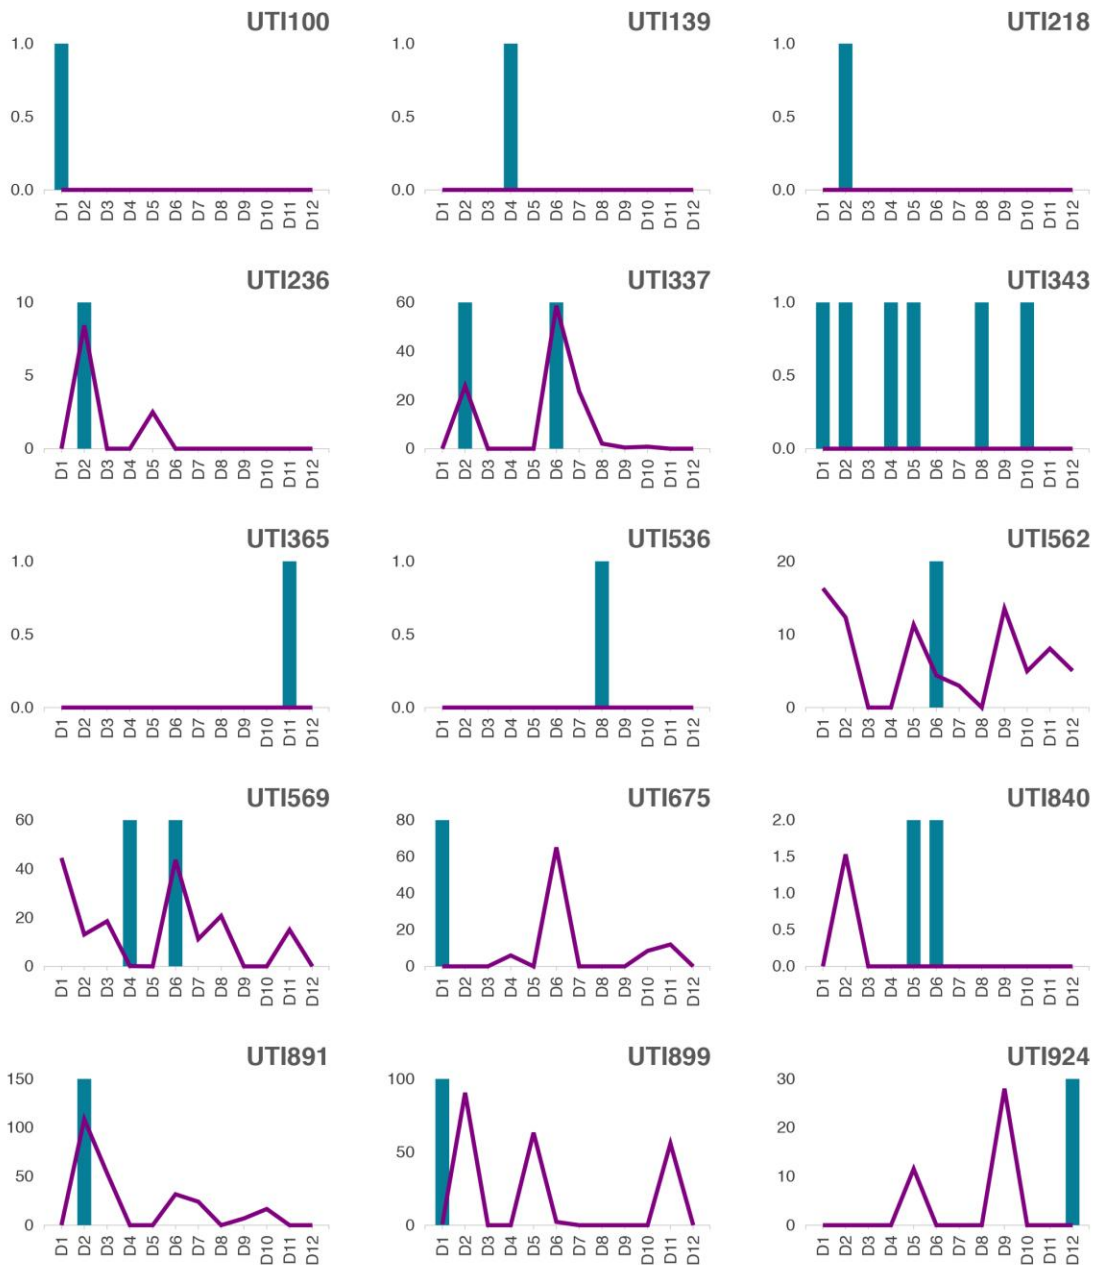 UTI100 UTI139 UTI218
1.0 1.0 1.0
0.5 0.5 0.5
0.0 0.0 0.0
D1 D2 D3 D4 D5 D6 D7 D8 D9 D10 D11 D12 D1 D2 D3 D4 D5 D6 D7 D8 D9 D10 D11 D12 D1 D2 D3 D4 D5 D6 D7 D8 D9 D10 D11 D12
UTI236 UTI337 UTI343
10 60 1.0
40
5 0.5
20
0 0 0.0
D1 D2 D3 D4 D5 D6 D7 D8 D9 D10 D11 D12 D1 D2 D3 D4 D5 D6 D7 D8 D9 D10 D11 D12 D1 D2 D3 D4 D5 D6 D7 D8 D9 D10 D11 D12
UTI365 UTI536 UTI562
1.0 1.0 20
0.5 0.5 10
0.0 0.0 0
D1 D2 D3 D4 D5 D6 D7 D8 D9 D10 D11 D12 D1 D2 D3 D4 D5 D6 D7 D8 D9 D10 D11 D12 D1 D2 D3 D4 D5 D6 D7 D8 D9 D10 D11 D12
UTI569 UTI675 UTI840
60 80 2.0
60 1.5
40
40 1.0
20
20 0.5
0 0 0.0
D1 D2 D3 D4 D5 D6 D7 D8 D9 D10 D11 D12 D1 D2 D3 D4 D5 D6 D7 D8 D9 D10 D11 D12 D1 D2 D3 D4 D5 D6 D7 D8 D9 D10 D11 D12
UTI891 UTI899 UTI924
150 100 30
100 20
50
50 10
0 0 0
D1 D2 D3 D4 D5 D6 D7 D8 D9 D10 D11 D12 D1 D2 D3 D4 D5 D6 D7 D8 D9 D10 D11 D12 D1 D2 D3 D4 D5 D6 D7 D8 D9 D10 D11 D12